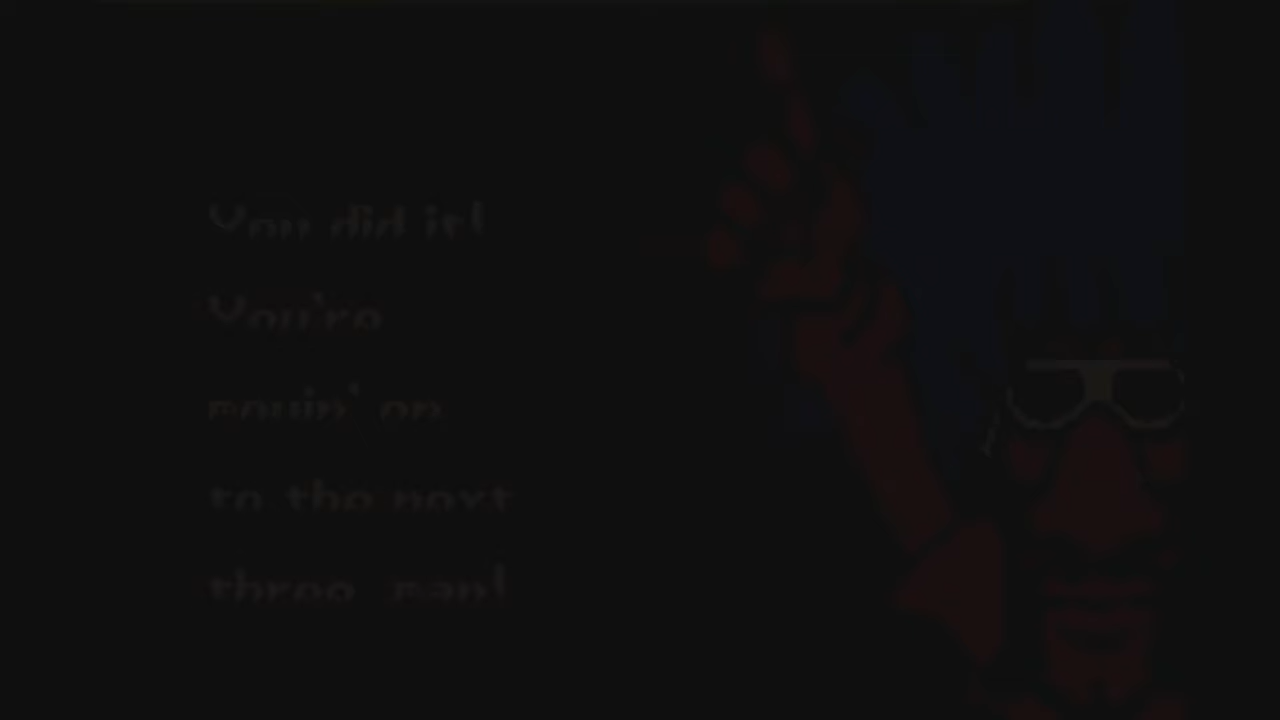 You did it!
You're
movin' on
to the next
three, man!